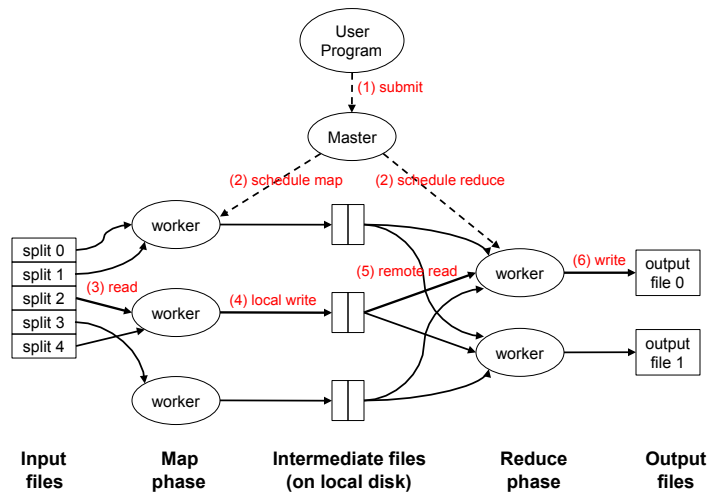 User
Program
(1) submit
Master
(2) schedule map
(2) schedule reduce
worker
split 0
split 1
split 2
split 3
split 4
(3) read
worker
(4) local write
(5) remote read
worker
(6) write
output
file 0
worker
output
file 1
worker
Input
files
Map
phase
Intermediate files
(on local disk)
Reduce
phase
Output
files